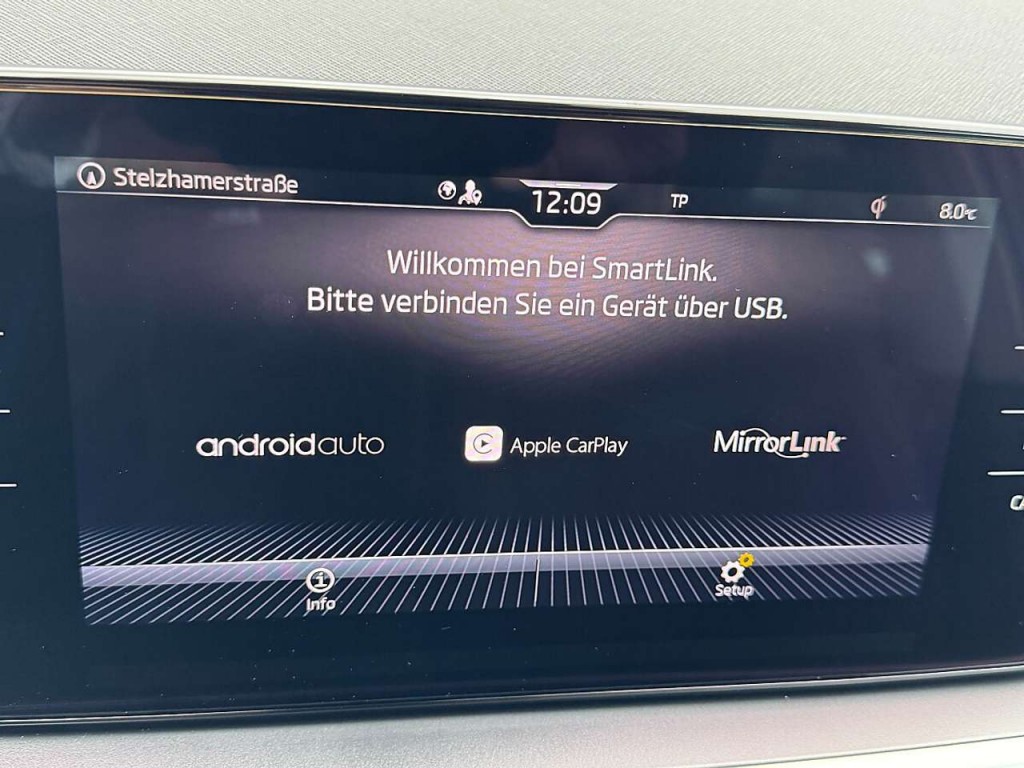 Stelzhamerstraße 12:09 TP 8.0°C
Willkommen bei SmartLink.
Bitte verbinden Sie ein Gerät über USB.
androidauto Apple CarPlay MirrorLink
Info Setup